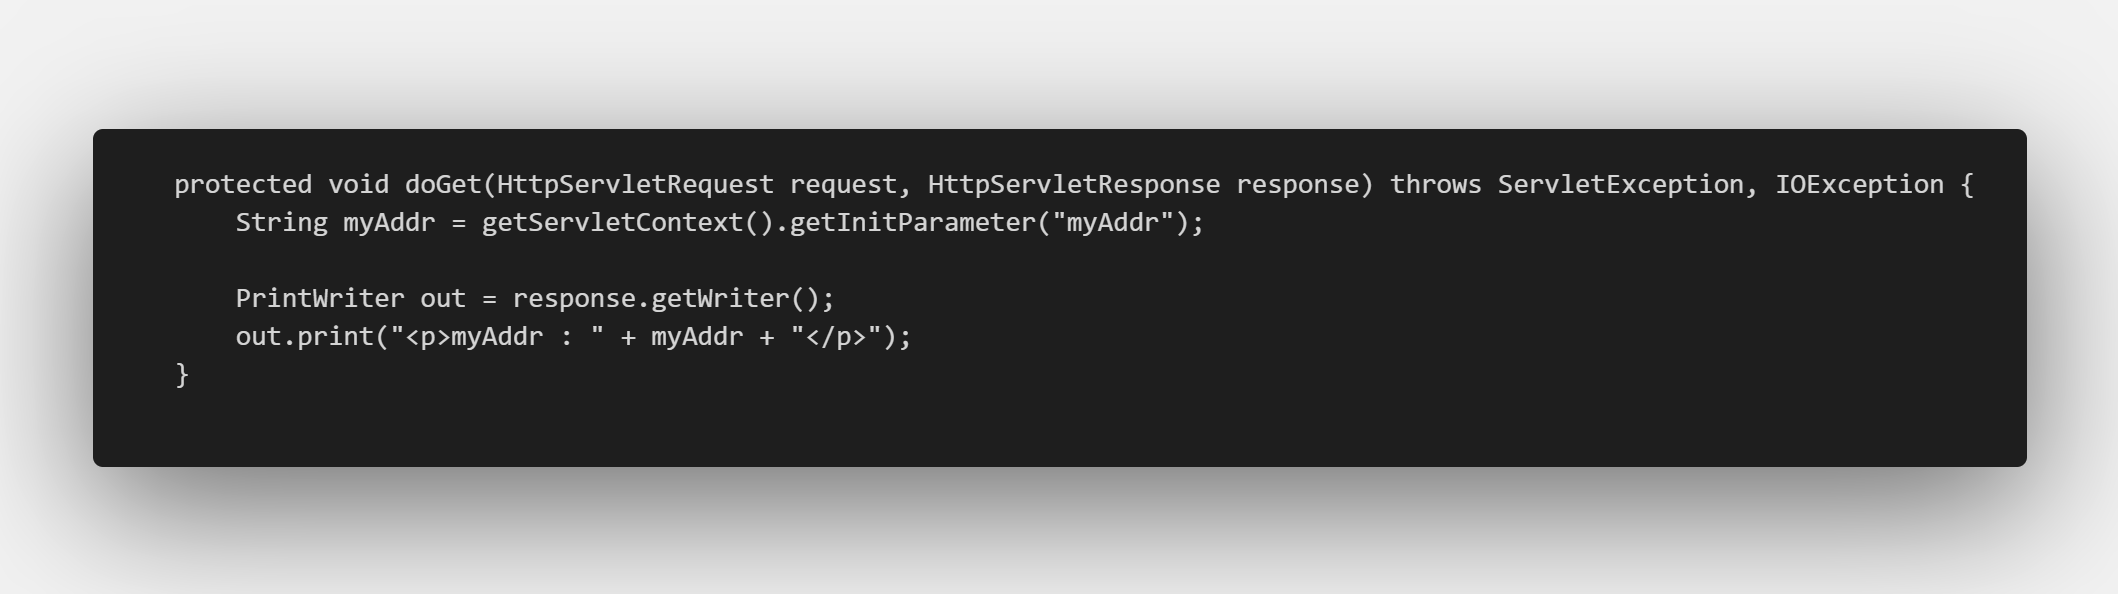 protected void doGet(HttpServletRequest request, HttpServletResponse response) throws ServletException, IOException {
    String myAddr = getServletContext().getInitParameter("myAddr");

    PrintWriter out = response.getWriter();
    out.print("<p>myAddr : " + myAddr + "</p>");
}